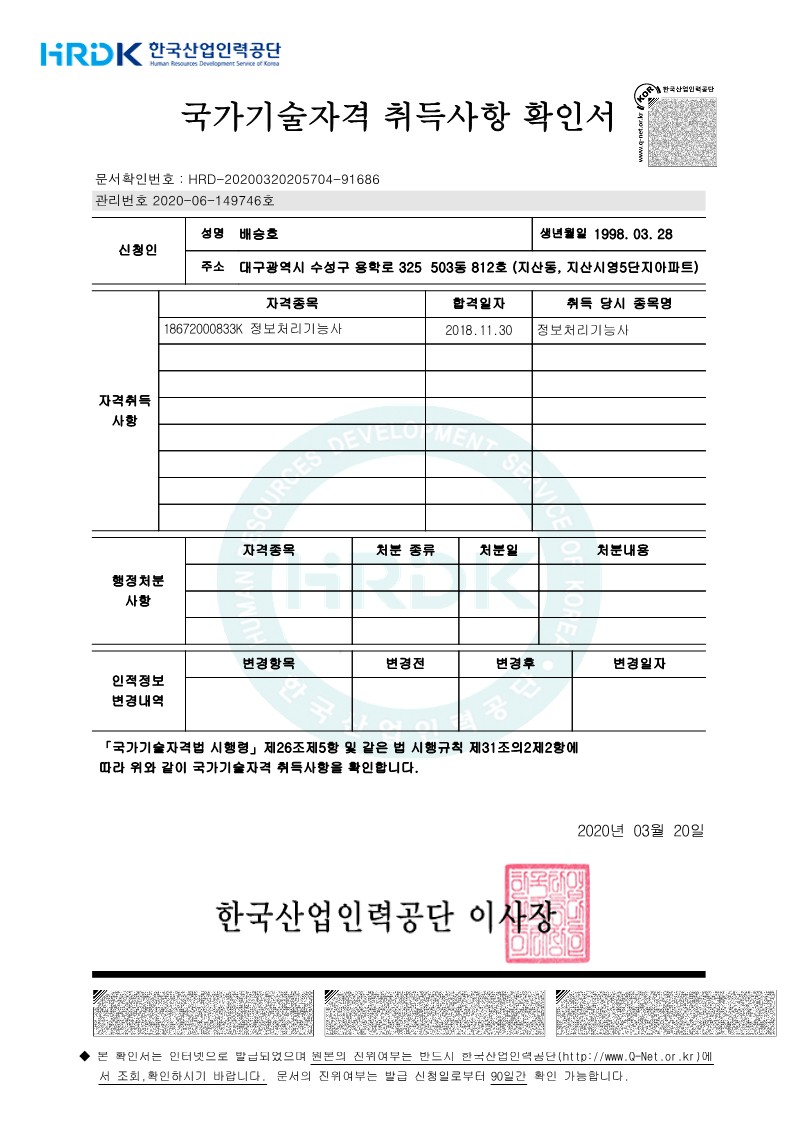 HRDK 한국산업인력공단
Human Resources Development Service of Korea
국가기술자격 취득사항 확인서
KOR 한국산업인력공단
www.q-net.or.kr
문서확인번호 : HRD-20200320205704-91686
관리번호 2020-06-149746호
신청인
성명 배승호 생년월일 1998. 03. 28
주소 대구광역시 수성구 용학로 325 503동 812호 (지산동, 지산시영5단지아파트)
자격취득
사항
자격종목 합격일자 취득 당시 종목명
18672000833K 정보처리기능사 2018.11.30 정보처리기능사
행정처분
사항
자격종목 처분 종류 처분일 처분내용
인적정보
변경내역
변경항목 변경전 변경후 변경일자
HUMAN RESOURCES DEVELOPMENT SERVICE OF KOREA
HRDK
한국산업인력공단
「국가기술자격법 시행령」제26조제5항 및 같은 법 시행규칙 제31조의2제2항에
따라 위와 같이 국가기술자격 취득사항을 확인합니다.
2020년 03월 20일
한국산업인력공단 이사장
◆ 본 확인서는 인터넷으로 발급되었으며 원본의 진위여부는 반드시 한국산업인력공단(http://www.Q-Net.or.kr)에
서 조회,확인하시기 바랍니다. 문서의 진위여부는 발급 신청일로부터 90일간 확인 가능합니다.